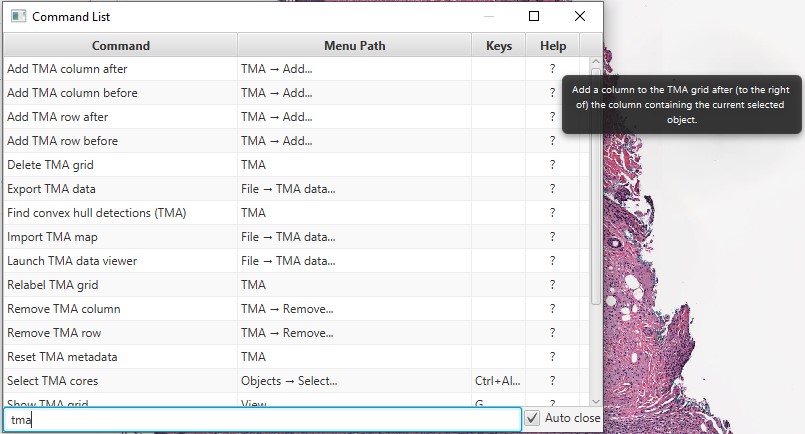 Command List
Command Menu Path Keys Help
Add TMA column after TMA → Add... ?
Add TMA column before TMA → Add... ?
Add TMA row after TMA → Add... ?
Add TMA row before TMA → Add... ?
Delete TMA grid TMA ?
Export TMA data File → TMA data... ?
Find convex hull detections (TMA) TMA ?
Import TMA map File → TMA data... ?
Launch TMA data viewer File → TMA data... ?
Relabel TMA grid TMA ?
Remove TMA column TMA → Remove... ?
Remove TMA row TMA → Remove... ?
Reset TMA metadata TMA ?
Select TMA cores Objects → Select... Ctrl+Al... ?
Show TMA grid View G ?
tma Auto close
Add a column to the TMA grid after (to the right
of) the column containing the current selected
object.